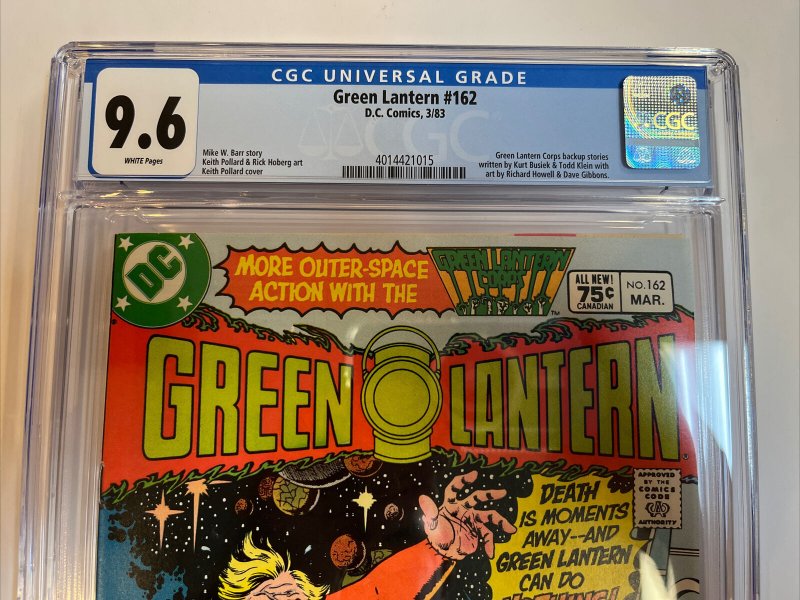 CGC UNIVERSAL GRADE
9.6
WHITE Pages
Green Lantern #162
D.C. Comics, 3/83
Mike W. Barr story
Keith Pollard & Rick Hoberg art
Keith Pollard cover
4014421015
Green Lantern Corps backup stories
written by Kurt Busiek & Todd Klein with
art by Richard Howell & Dave Gibbons.
CGC
CGC
DC
MORE OUTER-SPACE
ACTION WITH THE
GREEN LANTERN
CORPS
TM
ALL NEW!
75¢
CANADIAN
NO. 162
MAR.
GREEN LANTERN
APPROVED
BY THE
COMICS
CODE
AUTHORITY
DEATH
IS MOMENTS
AWAY--AND
GREEN LANTERN
CAN DO
NOTHING!